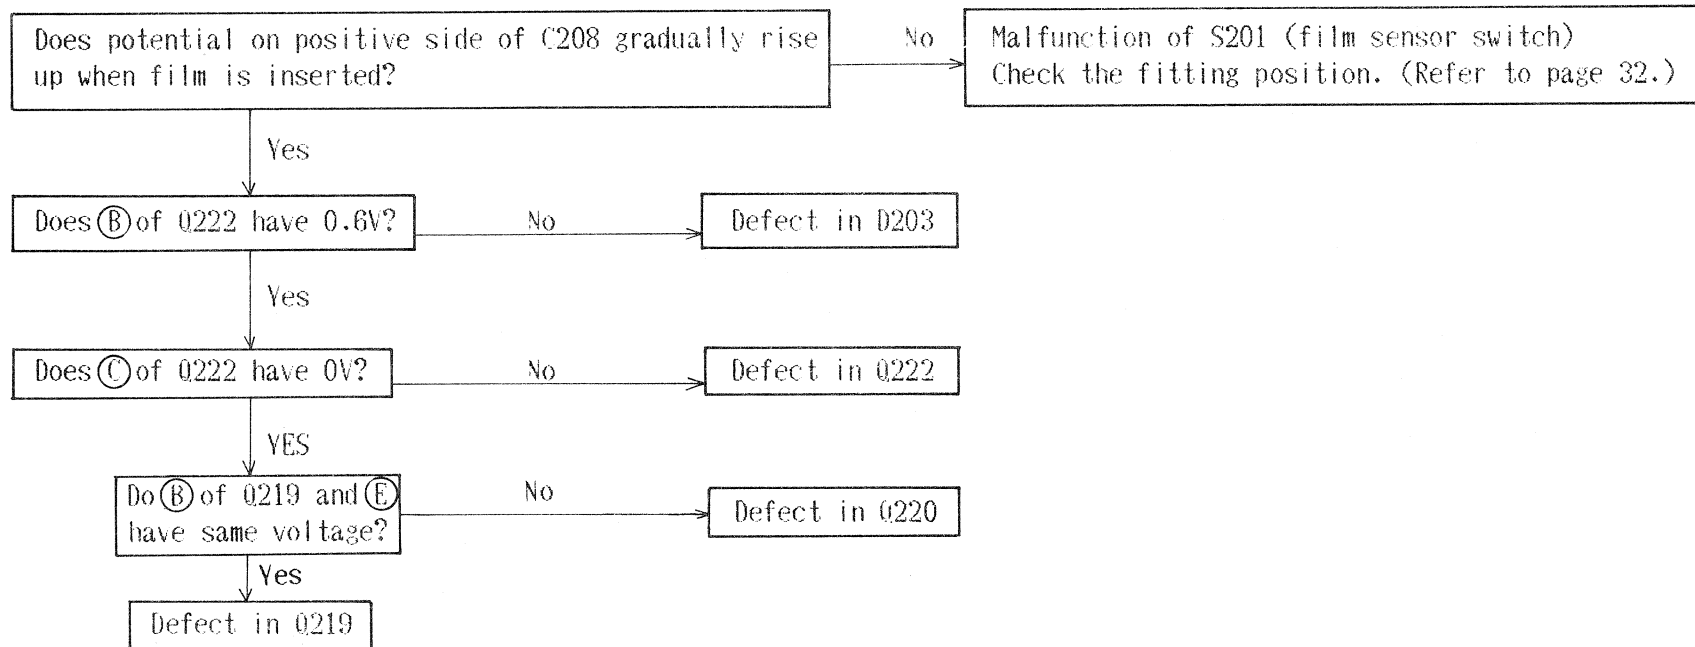 Does potential on positive side of C208 gradually rise
up when film is inserted?
No
Malfunction of S201 (film sensor switch)
Check the fitting position. (Refer to page 32.)
Yes
Does Ⓑ of Q222 have 0.6V?
No
Defect in D203
Yes
Does Ⓒ of Q222 have 0V?
No
Defect in Q222
YES
Do Ⓑ of Q219 and Ⓔ
have same voltage?
No
Defect in Q220
Yes
Defect in Q219